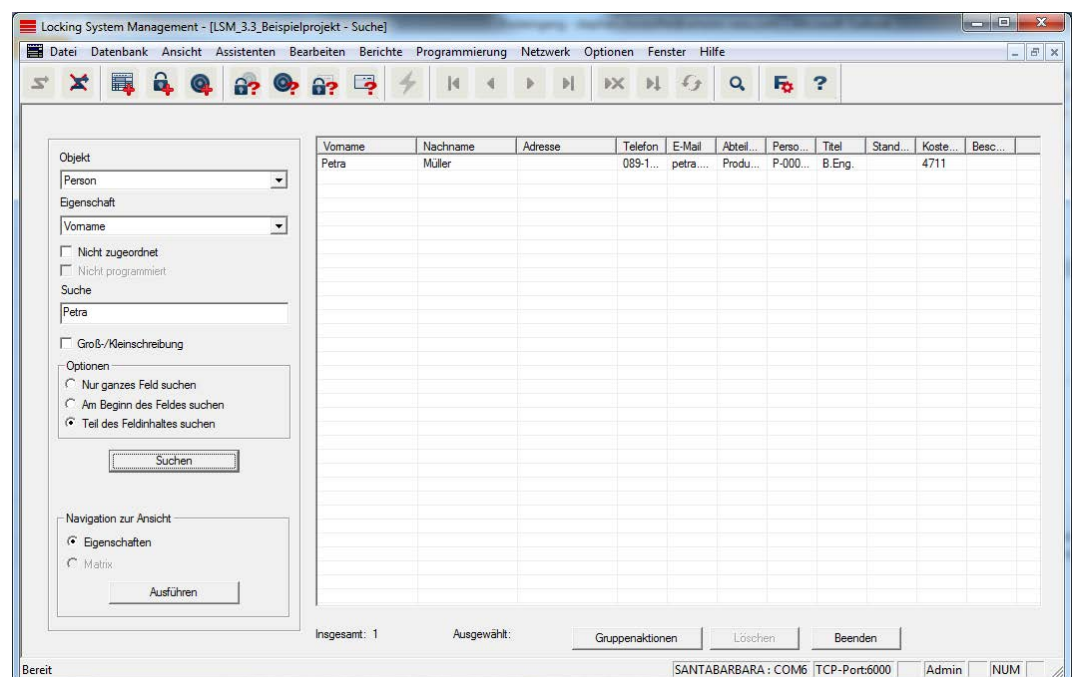 Locking System Management - [LSM_3.3_Beispielprojekt - Suche]
Datei Datenbank Ansicht Assistenten Bearbeiten Berichte Programmierung Netzwerk Optionen Fenster Hilfe
Objekt
Person
Eigenschaft
Vorname
Nicht zugeordnet
Nicht programmiert
Suche
Petra
Groß-/Kleinschreibung
Optionen
Nur ganzes Feld suchen
Am Beginn des Feldes suchen
Teil des Feldinhaltes suchen
Suchen
Navigation zur Ansicht
Eigenschaften
Matrix
Ausführen
Vorname Nachname Adresse Telefon E-Mail Abteil... Perso... Titel Stand... Koste... Besc...
Petra Müller 089-1... petra.... Produ... P-000... B.Eng. 4711
Insgesamt: 1 Ausgewählt:
Gruppenaktionen Löschen Beenden
Bereit SANTABARBARA : COM6 TCP-Port:6000 Admin NUM